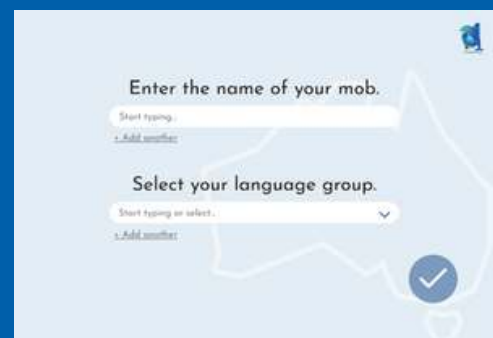 Enter the name of your mob.
Start typing..
+ Add another
Select your language group.
Start typing or select..
+ Add another